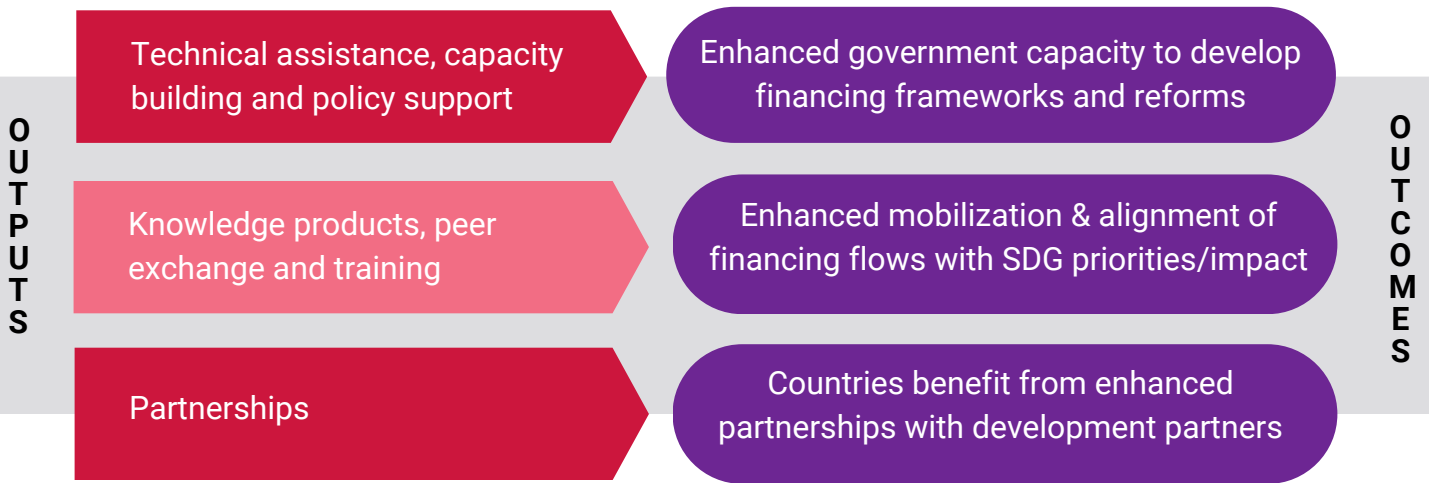 OUTPUTS
Technical assistance, capacity
building and policy support
Enhanced government capacity to develop
financing frameworks and reforms
Knowledge products, peer
exchange and training
Enhanced mobilization & alignment of
financing flows with SDG priorities/impact
Partnerships
Countries benefit from enhanced
partnerships with development partners
OUTCOMES